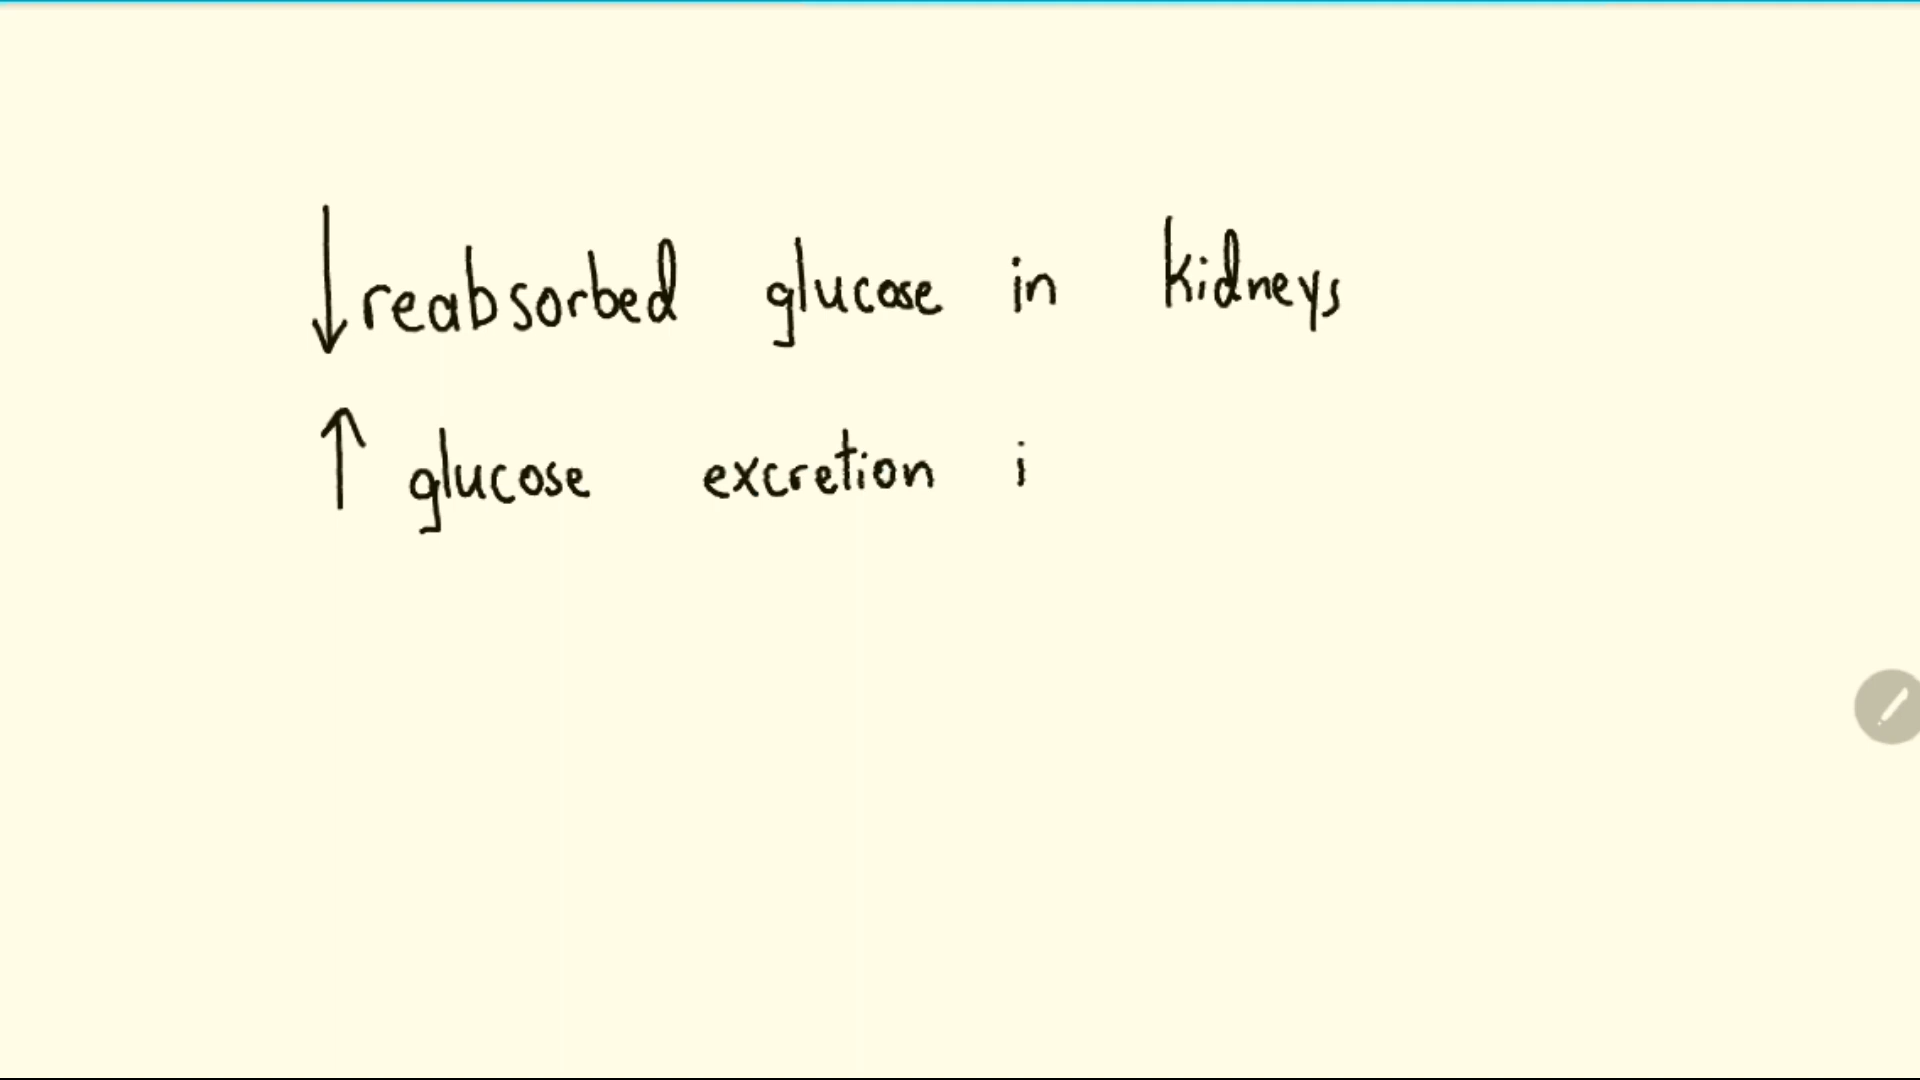 ↓ reabsorbed glucose in kidneys
↑ glucose excretion i